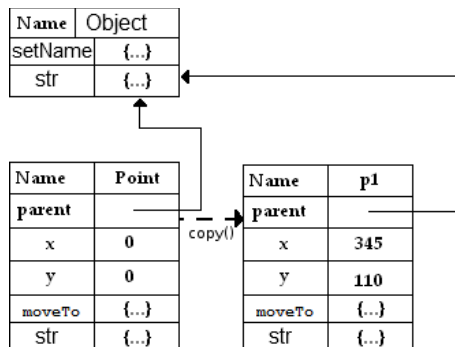 Name Object
setName {...}
str {...}
Name Point
parent
x 0
y 0
moveTo {...}
str {...}
copy()
Name p1
parent
x 345
y 110
moveTo {...}
str {...}